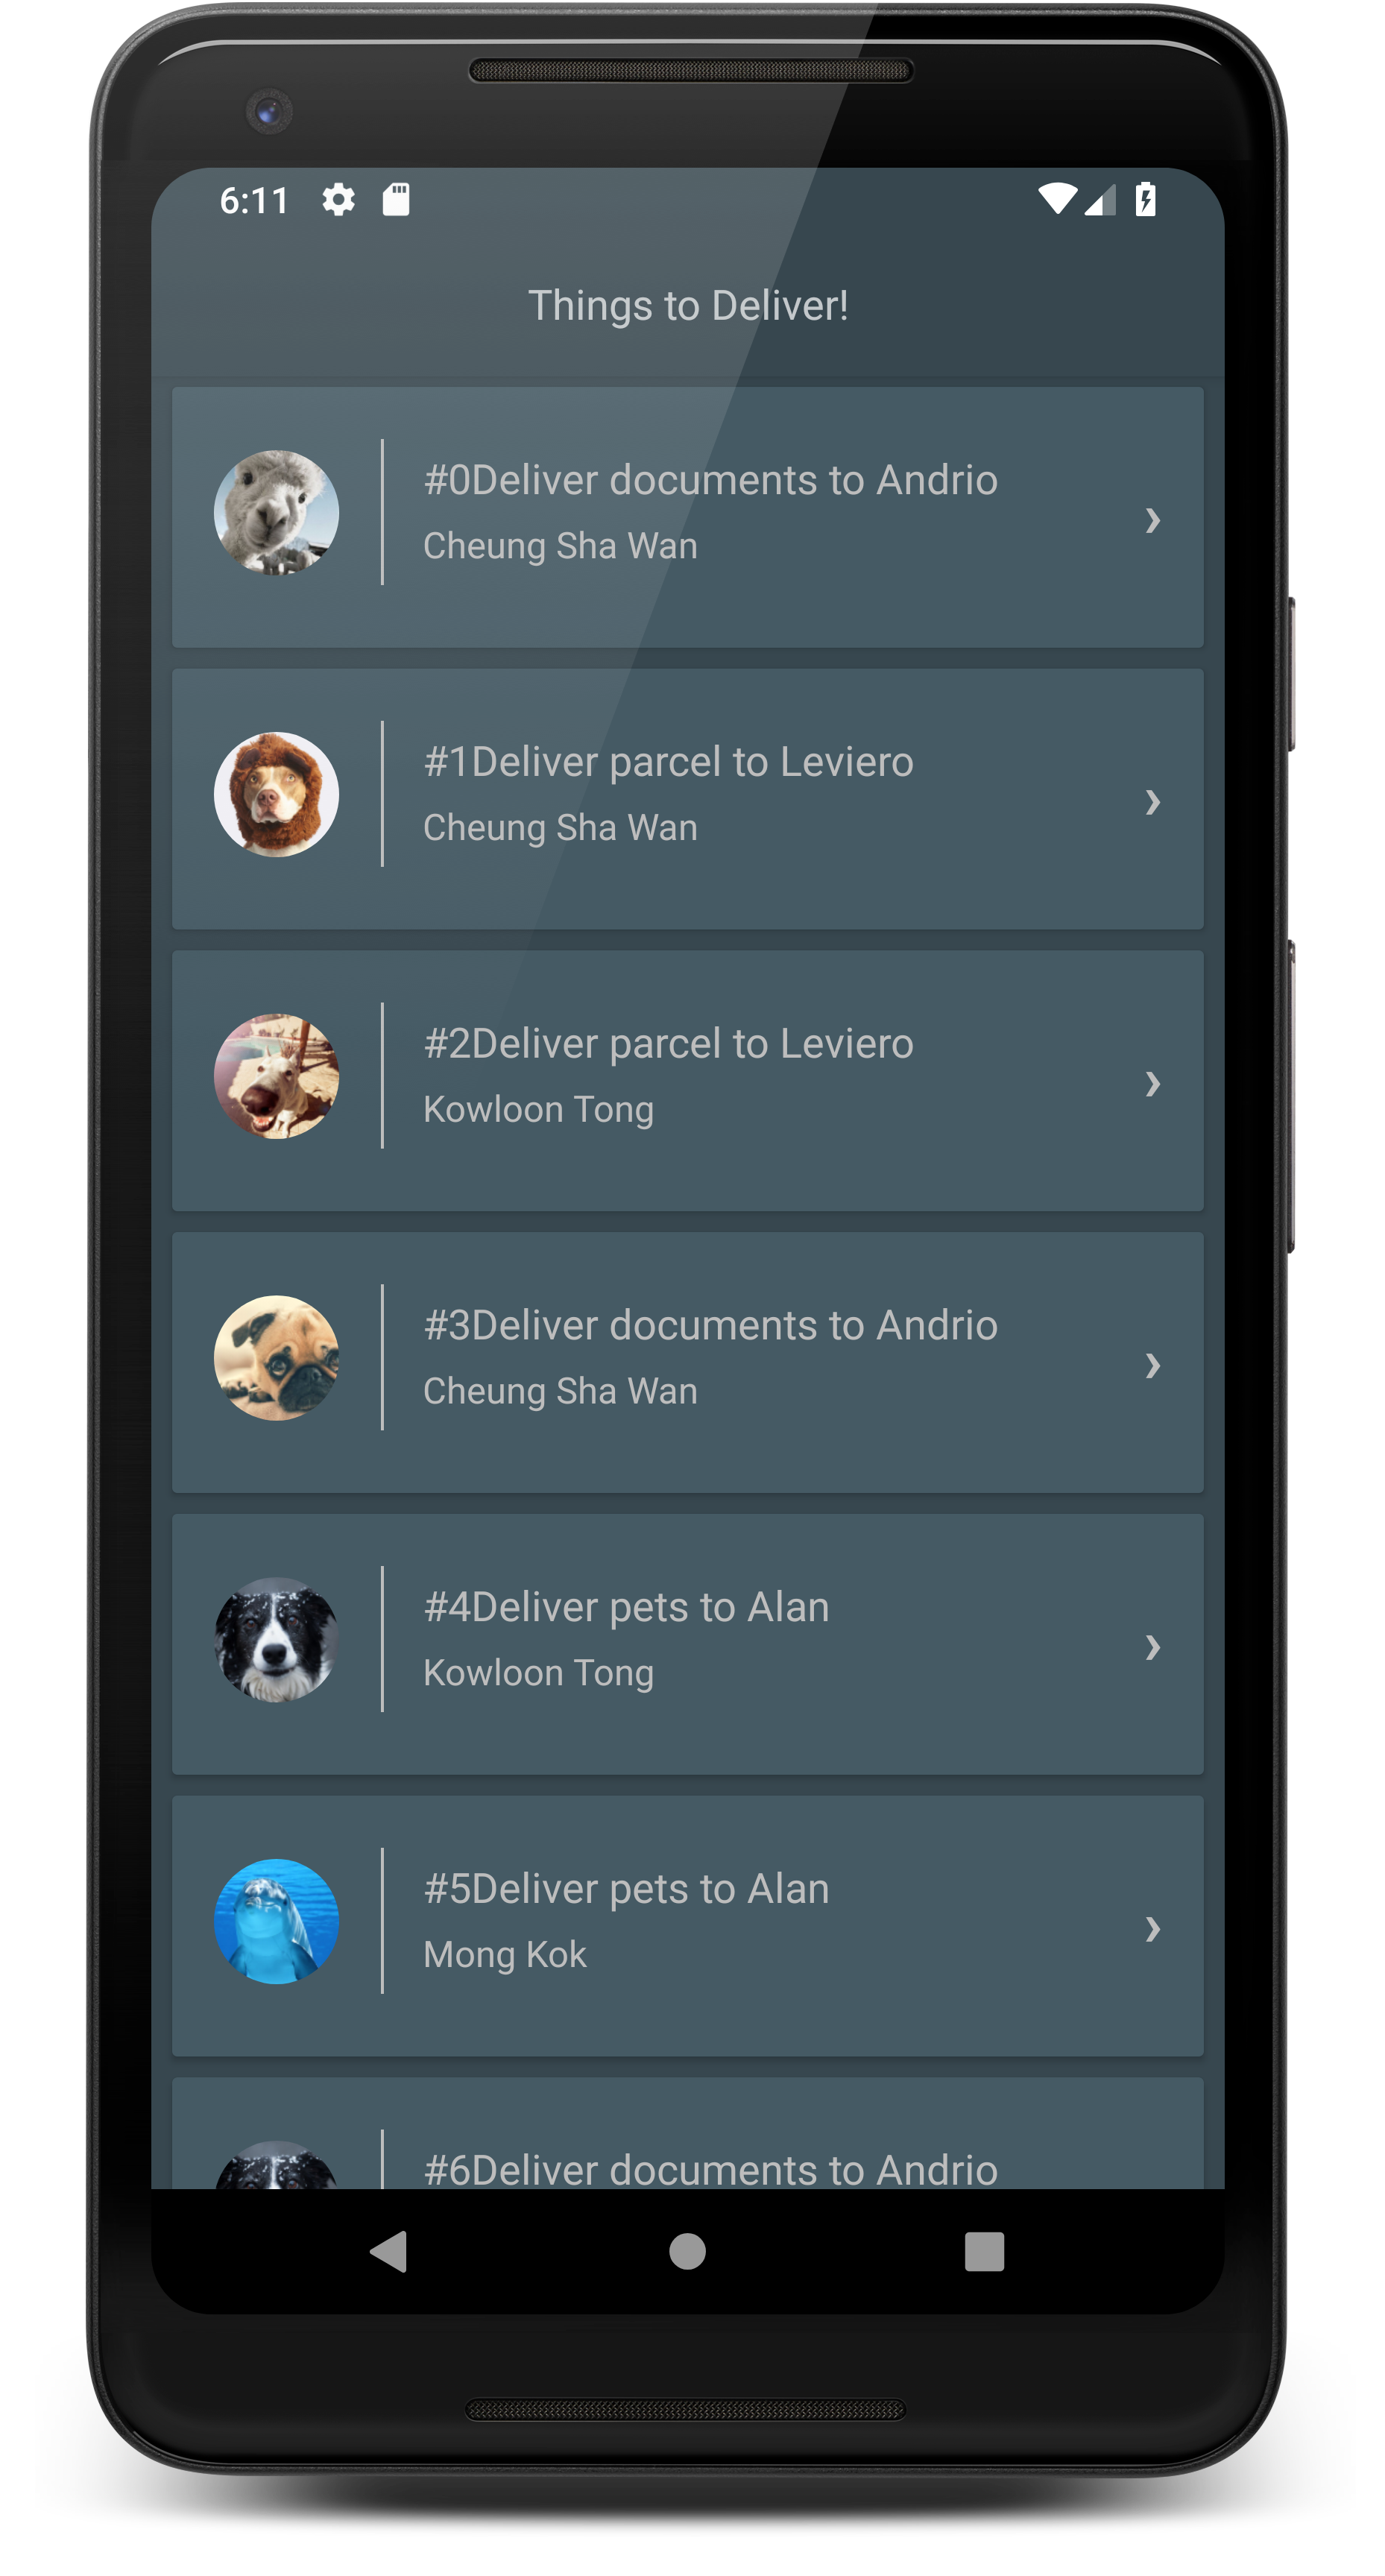 6:11
Things to Deliver!
#0Deliver documents to Andrio
Cheung Sha Wan
#1Deliver parcel to Leviero
Cheung Sha Wan
#2Deliver parcel to Leviero
Kowloon Tong
#3Deliver documents to Andrio
Cheung Sha Wan
#4Deliver pets to Alan
Kowloon Tong
#5Deliver pets to Alan
Mong Kok
#6Deliver documents to Andrio